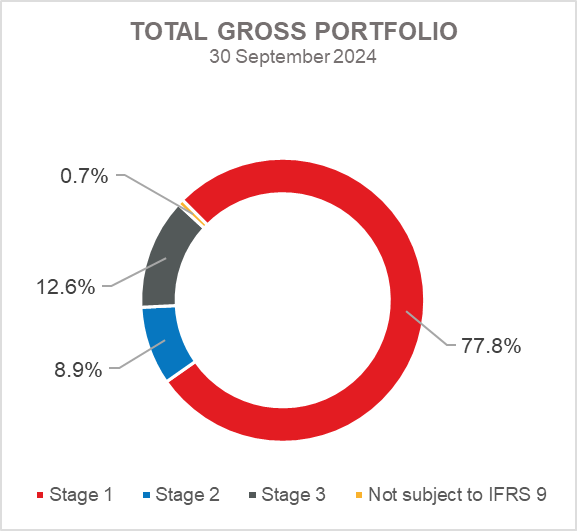 TOTAL GROSS PORTFOLIO
30 September 2024
0.7%
12.6%
77.8%
8.9%
Stage 1 Stage 2 Stage 3 Not subject to IFRS 9